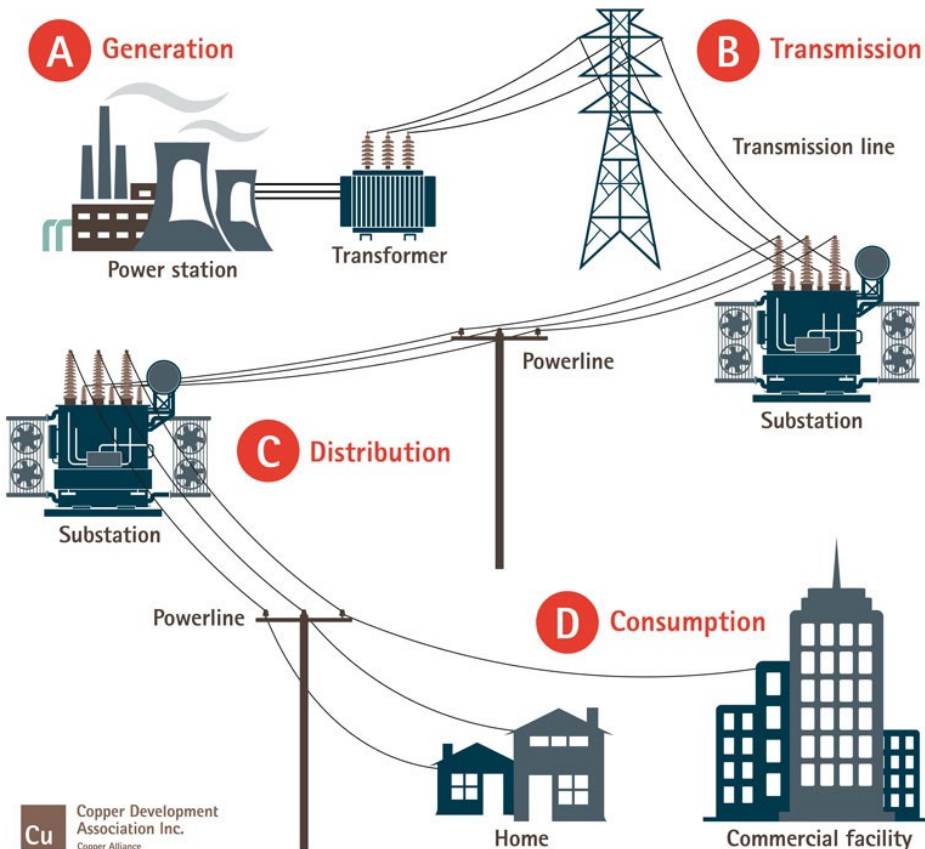 A Generation
B Transmission
Transmission line
Power station
Transformer
Powerline
Substation
C Distribution
Substation
Powerline
D Consumption
Home
Commercial facility
Cu
Copper Development
Association Inc.
Copper Alliance